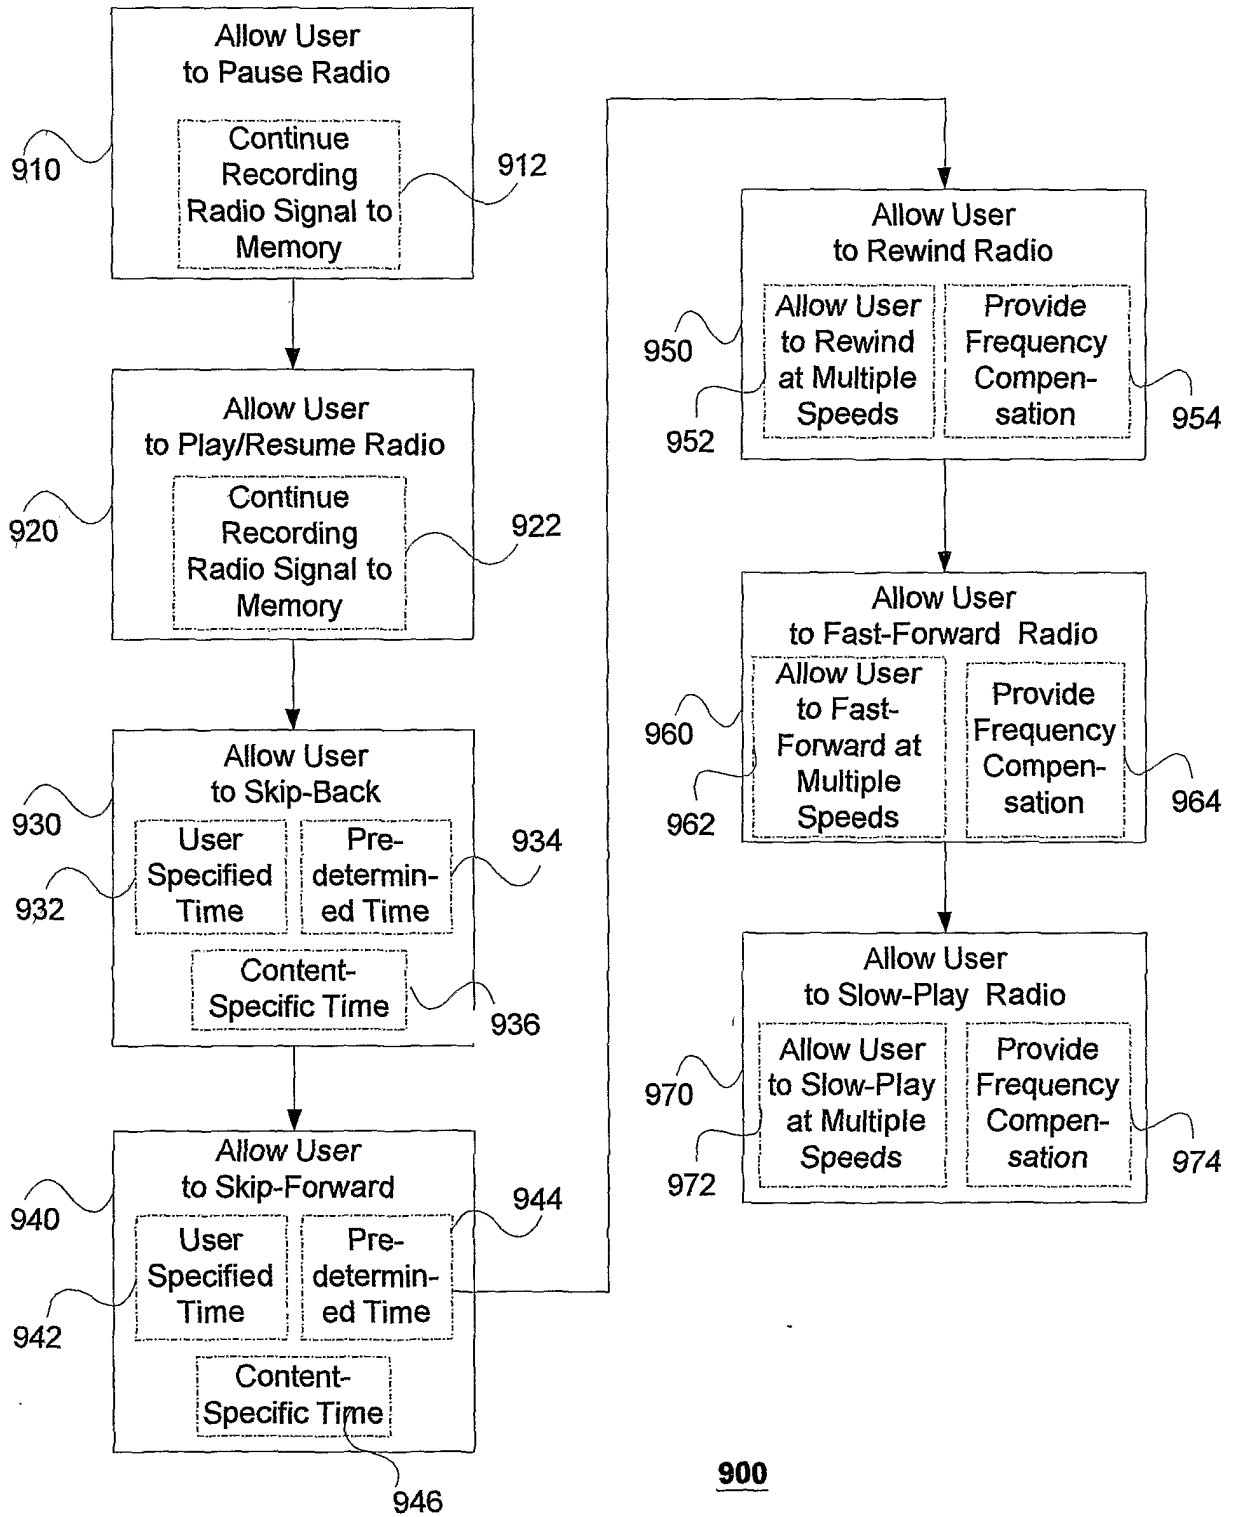 Allow User
to Pause Radio
Continue
Recording
Radio Signal to
Memory
910
912
Allow User
to Play/Resume Radio
Continue
Recording
Radio Signal to
Memory
920
922
Allow User
to Skip-Back
User
Specified
Time
Pre-
determin-
ed Time
Content-
Specific Time
930
932
934
936
Allow User
to Skip-Forward
User
Specified
Time
Pre-
determin-
ed Time
Content-
Specific Time
940
942
944
946
Allow User
to Rewind Radio
Allow User
to Rewind
at Multiple
Speeds
Provide
Frequency
Compen-
sation
950
952
954
Allow User
to Fast-Forward Radio
Allow User
to Fast-
Forward at
Multiple
Speeds
Provide
Frequency
Compen-
sation
960
962
964
Allow User
to Slow-Play Radio
Allow User
to Slow-Play
at Multiple
Speeds
Provide
Frequency
Compen-
sation
970
972
974
900